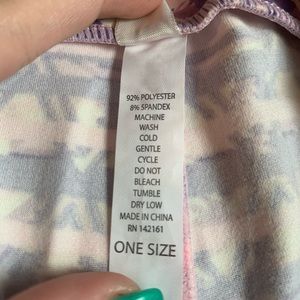 92% POLYESTER
8% SPANDEX
MACHINE
WASH
COLD
GENTLE
CYCLE
DO NOT
BLEACH
TUMBLE
DRY LOW
MADE IN CHINA
RN 142161
ONE SIZE